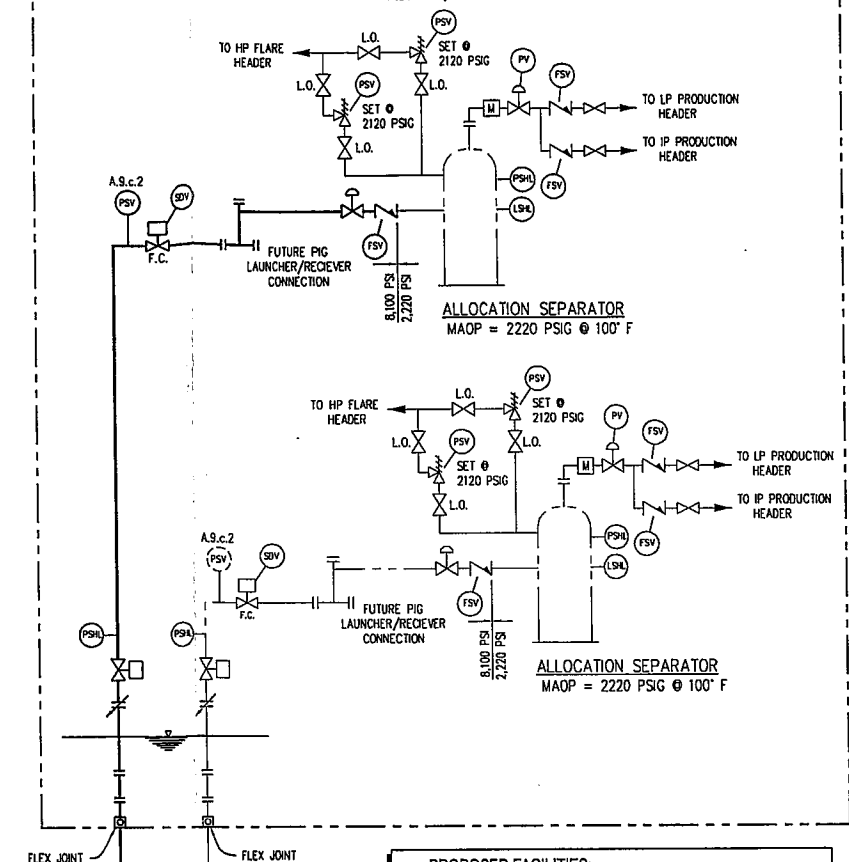 PSV
TO HP FLARE
HEADER
L.O.
SET @
2120 PSIG
PV
FSV
L.O.
PSV
L.O.
M
TO LP PRODUCTION
HEADER
SET @
2120 PSIG
L.O.
TO IP PRODUCTION
HEADER
FSV
PSHL
LSHL
A.9.c.2
PSV
SDV
F.C.
FSV
FUTURE PIG
LAUNCHER/RECIEVER
CONNECTION
8,100 PSI
2,220 PSI
ALLOCATION SEPARATOR
MAOP = 2220 PSIG @ 100° F
PSV
TO HP FLARE
HEADER
L.O.
SET @
2120 PSIG
PV
FSV
L.O.
PSV
L.O.
M
TO LP PRODUCTION
HEADER
SET @
2120 PSIG
L.O.
TO IP PRODUCTION
HEADER
FSV
PSHL
LSHL
A.9.c.2
PSV
SDV
F.C.
FSV
FUTURE PIG
LAUNCHER/RECIEVER
CONNECTION
8,100 PSI
2,220 PSI
PSHL
PSHL
ALLOCATION SEPARATOR
MAOP = 2220 PSIG @ 100° F
FLEX JOINT
FLEX JOINT
PROPOSED FACILITIES: